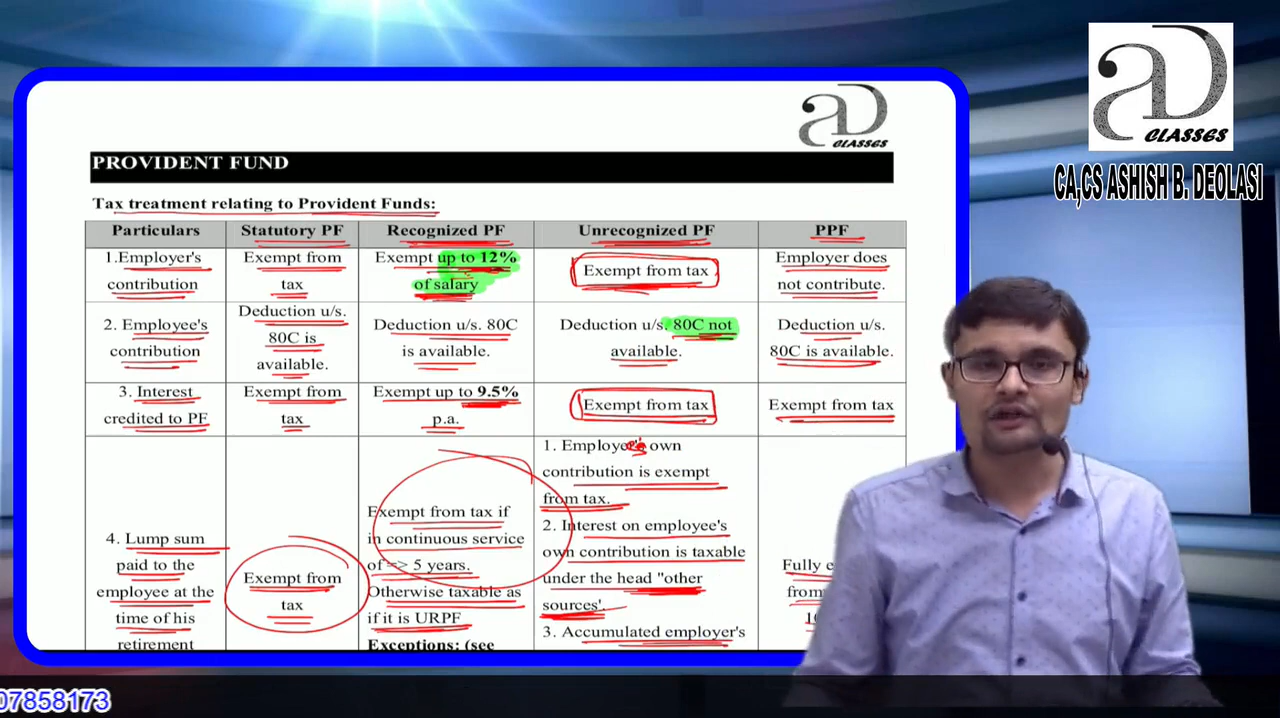 aD
CLASSES
CA,CS ASHISH B. DEOLASI
aD
CLASSES
PROVIDENT FUND
Tax treatment relating to Provident Funds:
Particulars
Statutory PF
Recognized PF
Unrecognized PF
PPF
1.Employer's
contribution
Exempt from
tax
Exempt up to 12%
of salary
Exempt from tax
Employer does
not contribute.
2. Employee's
contribution
Deduction u/s.
80C is
available.
Deduction u/s. 80C
is available.
Deduction u/s. 80C not
available.
Deduction u/s.
80C is available.
3. Interest
credited to PF
Exempt from
tax
Exempt up to 9.5%
p.a.
Exempt from tax
Exempt from tax
4. Lump sum
paid to the
employee at the
time of his
retirement
Exempt from
tax
Exempt from tax if
in continuous service
of => 5 years.
Otherwise taxable as
if it is URPF
Exceptions: (see
1. Employee's own
contribution is exempt
from tax.
2. Interest on employee's
own contribution is taxable
under the head "other
sources'.
3. Accumulated employer's
Fully
07858173